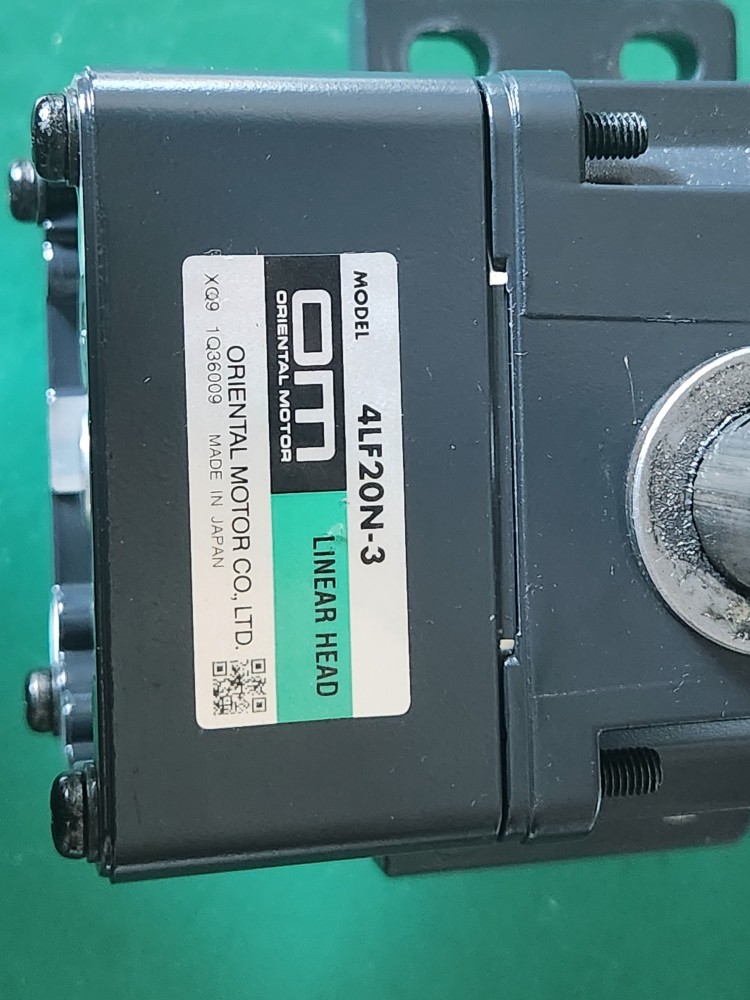 MODEL 4LF20N-3
om
ORIENTAL MOTOR
LINEAR HEAD
ORIENTAL MOTOR CO., LTD.
XQ9 1Q36009 MADE IN JAPAN